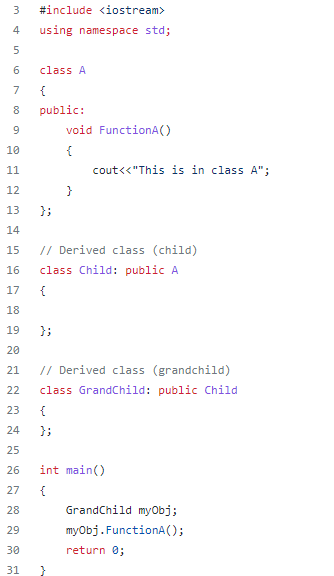 3 #include <iostream>
4 using namespace std;
5
6 class A
7 {
8 public:
9     void FunctionA()
10     {
11         cout<<"This is in class A";
12     }
13 };
14
15 // Derived class (child)
16 class Child: public A
17 {
18
19 };
20
21 // Derived class (grandchild)
22 class GrandChild: public Child
23 {
24 };
25
26 int main()
27 {
28     GrandChild myObj;
29     myObj.FunctionA();
30     return 0;
31 }